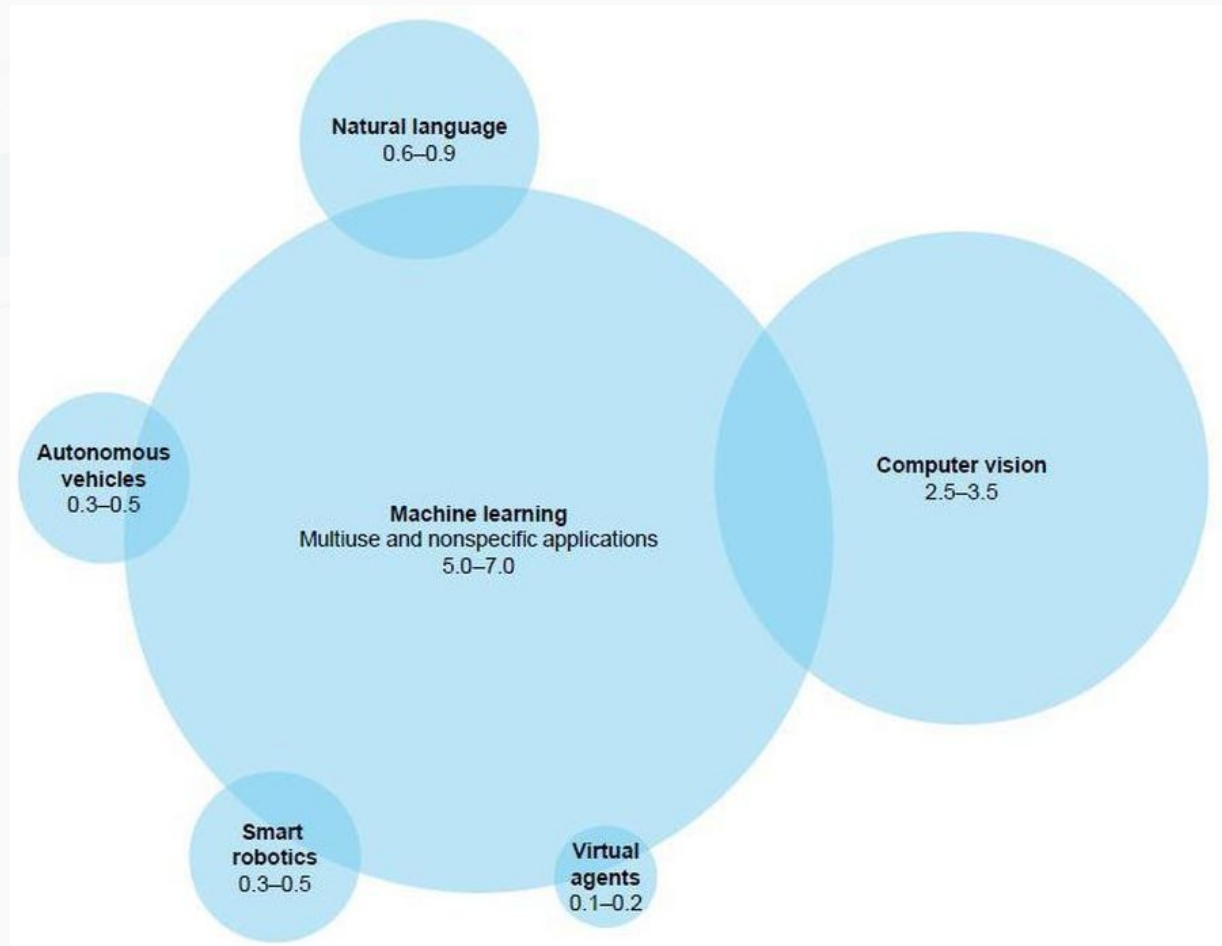 Natural language
0.6–0.9
Autonomous
vehicles
0.3–0.5
Machine learning
Multiuse and nonspecific applications
5.0–7.0
Computer vision
2.5–3.5
Smart
robotics
0.3–0.5
Virtual
agents
0.1–0.2